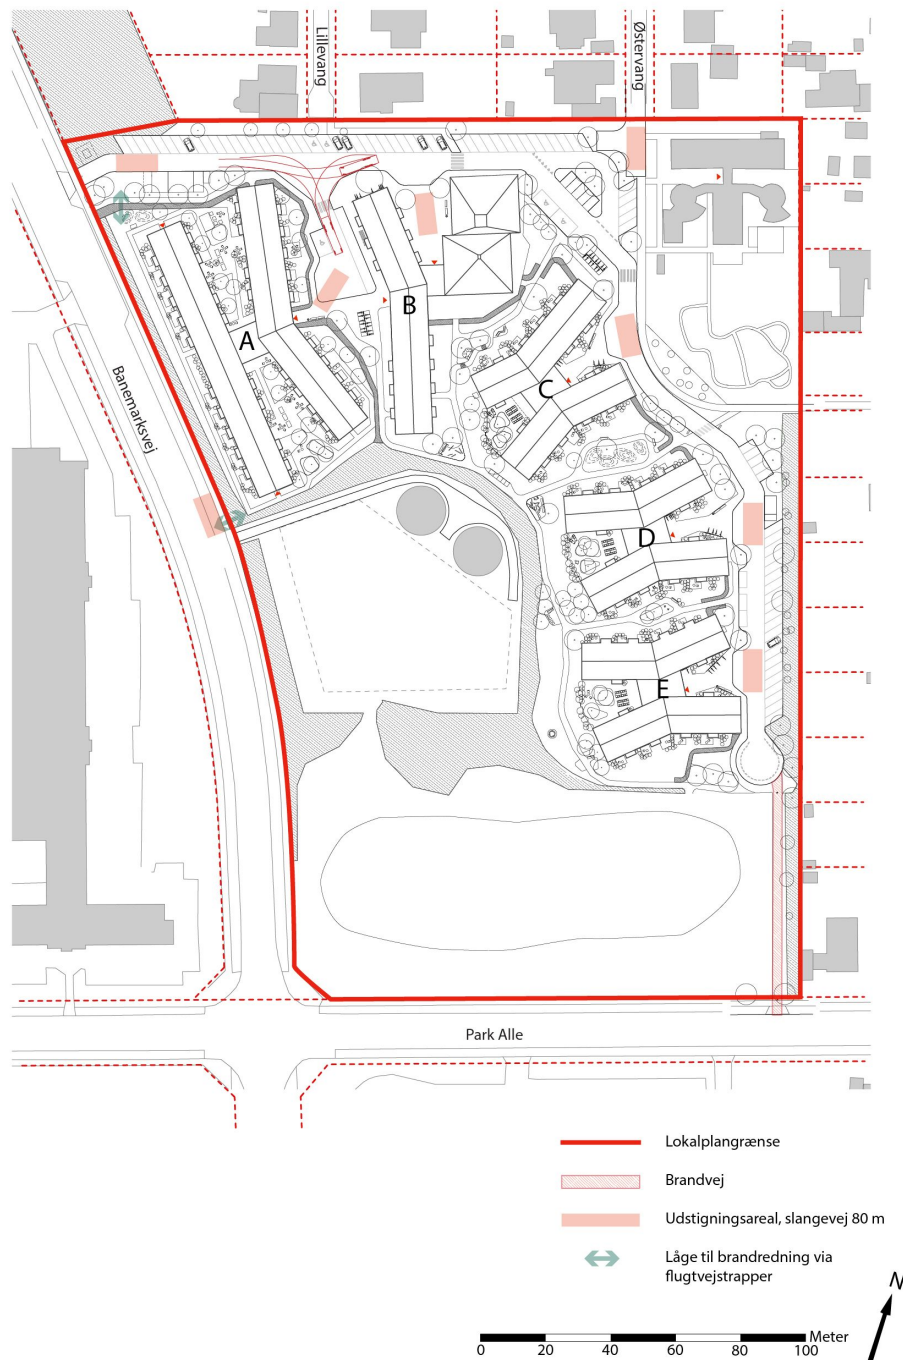 Lillevang
Østervang
Banemarksvej
A
B
C
D
E
Park Alle
Lokalplangrænse
Brandvej
Udstigningsareal, slangevej 80 m
Låge til brandredning via
flugtvejstrapper
N
Meter
0 20 40 60 80 100